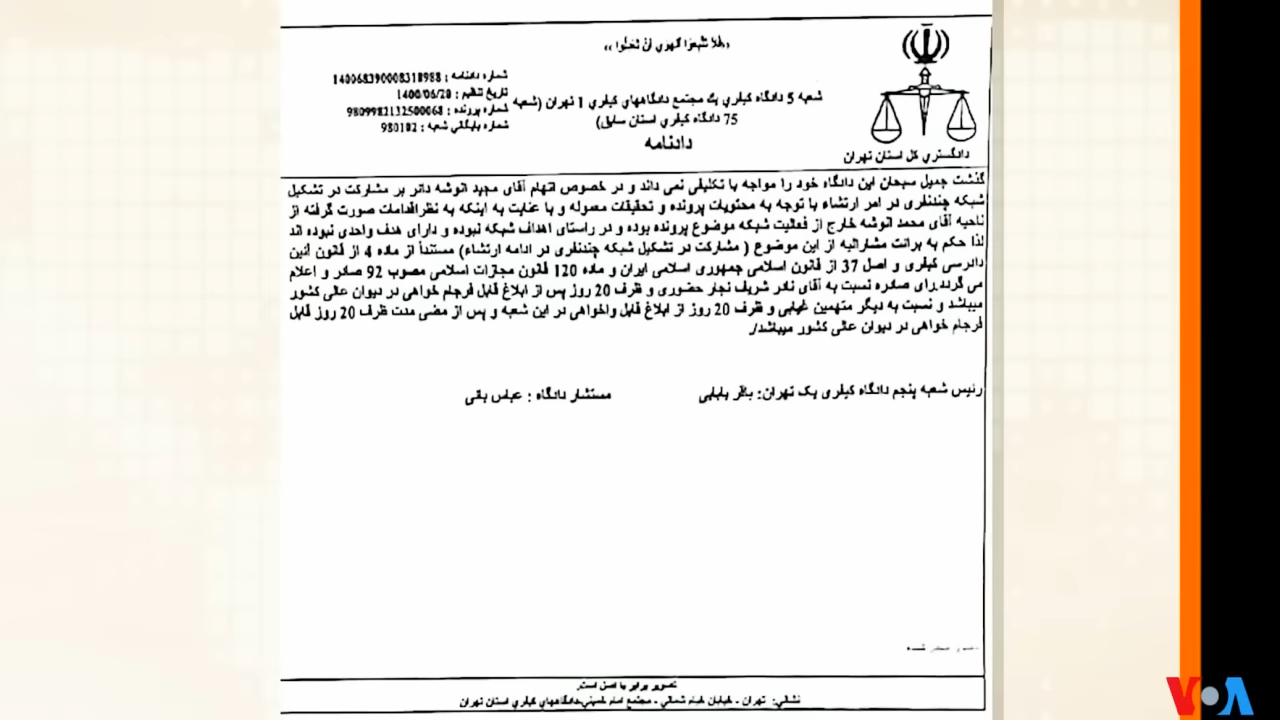 «فلا تتبعوا الهوى ان تعدلوا»
شماره دادنامه : 140068390008318988
تاریخ تنظیم : 1400/06/20
شماره پرونده : 9809982132500068
شماره بایگانی شعبه : 980182
شعبه 5 دادگاه کیفری یک مجتمع دادگاههای کیفری 1 تهران (شعبه
75 دادگاه کیفری استان سابق)
دادنامه
دادگستری کل استان تهران
گذشت جمیل سبحان این دادگاه خود را مواجه با تکلیفی نمی داند و در خصوص اتهام آقای مجید انوشه دائر بر مشارکت در تشکیل
شبکه چندنفری در امر ارتشاء با توجه به محتویات پرونده و تحقیقات معموله و با عنایت به اینکه به نظراقدامات صورت گرفته از
ناحیه آقای محمد انوشه خارج از فعالیت شبکه موضوع پرونده بوده و در راستای اهداف شبکه نبوده و دارای هدف واحدی نبوده اند
لذا حکم به برائت مشارالیه از این موضوع ( مشارکت در تشکیل شبکه چندنفری در ادامه ارتشاء) مستنداً از ماده 4 از قانون آئین
دادرسی کیفری و اصل 37 از قانون اسلامی جمهوری اسلامی ایران و ماده 120 قانون مجازات اسلامی مصوب 92 صادر و اعلام
می گردد.رای صادره نسبت به آقای نادر شریف نجار حضوری و ظرف 20 روز پس از ابلاغ قابل فرجام خواهی در دیوان عالی کشور
میباشد و نسبت به دیگر متهمین غیابی و ظرف 20 روز از ابلاغ قابل واخواهی در این شعبه و پس از مضی مدت ظرف 20 روز قابل
فرجام خواهی در دیوان عالی کشور میباشد/.
رئیس شعبه پنجم دادگاه کیفری یک تهران: باقر بابایی
مستشار دادگاه : عباس باقی
شده
تصویر برابر با اصل است.
نشانی: تهران - خیابان خیام شمالی - مجتمع امام خمینی-دادگاههای کیفری استان تهران
VOA